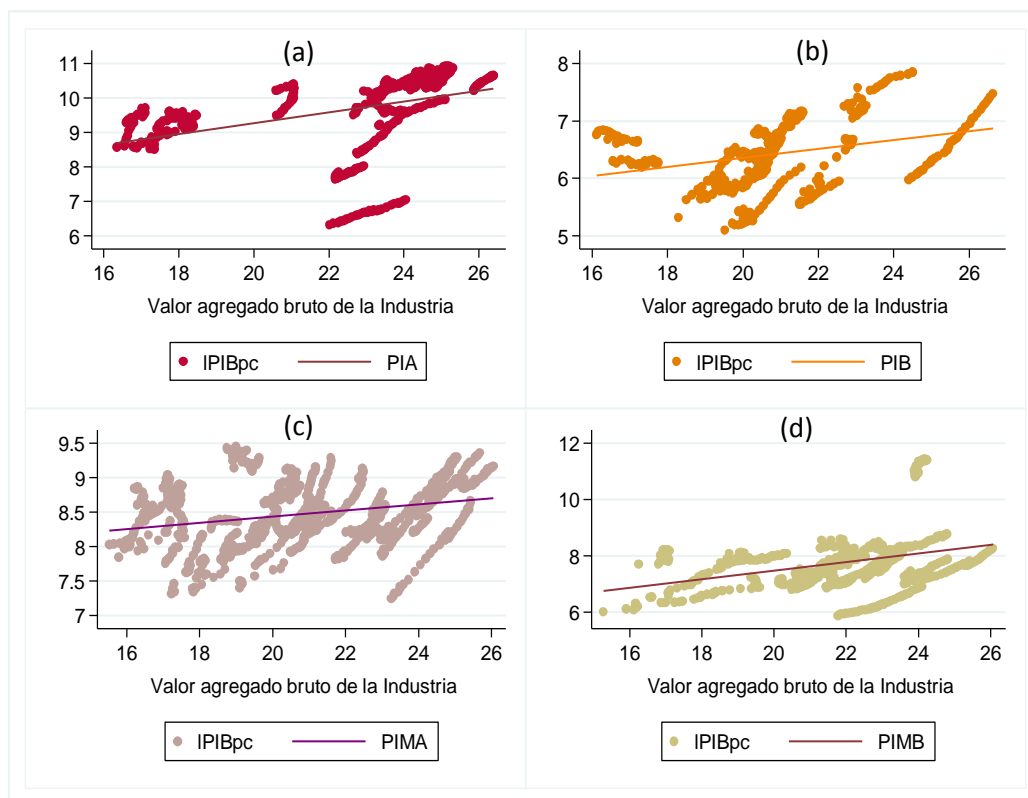 (a)
11
10
9
8
7
6
16 18 20 22 24 26
Valor agregado bruto de la Industria
lPIBpc PIA
(b)
8
7
6
5
16 18 20 22 24 26
Valor agregado bruto de la Industria
lPIBpc PIB
(c)
9.5
9
8.5
8
7.5
7
16 18 20 22 24 26
Valor agregado bruto de la Industria
lPIBpc PIMA
(d)
12
10
8
6
16 18 20 22 24 26
Valor agregado bruto de la Industria
lPIBpc PIMB